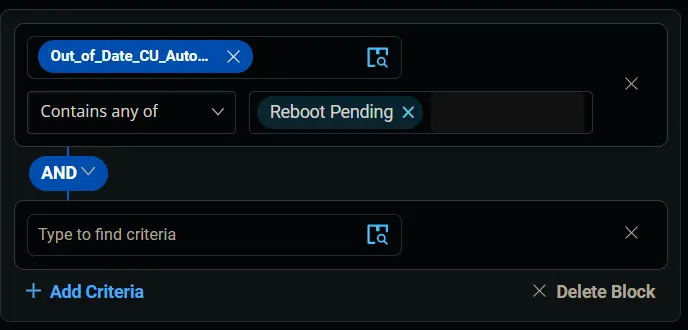 Out_of_Date_CU_Auto...
Contains any of
Reboot Pending
AND
Type to find criteria
Add Criteria
Delete Block